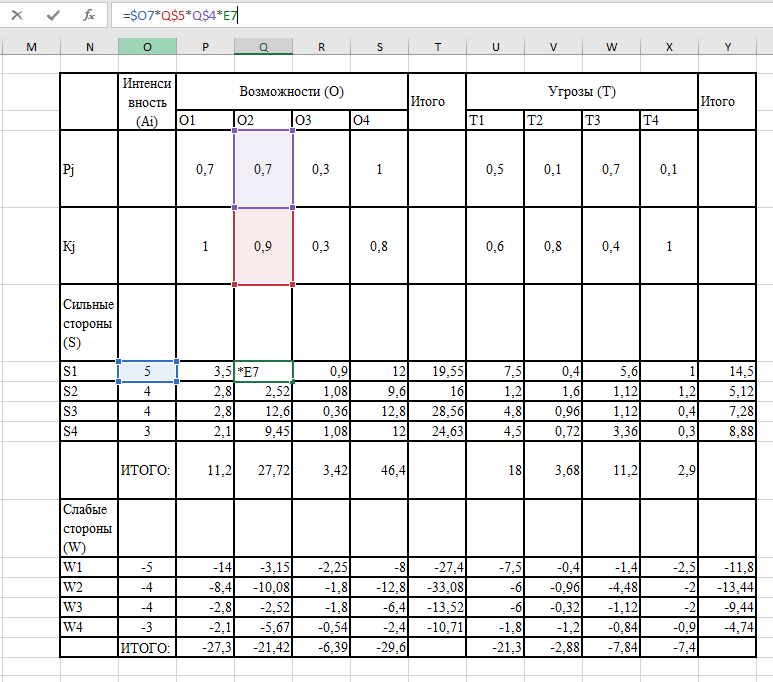 =$O7*Q$5*Q$4*E7
M N O P Q R S T U V W X Y
Интенси Возможности (O) Итого Угрозы (T) Итого
вность
(Ai) O1 O2 O3 O4 T1 T2 T3 T4
Pj 0,7 0,7 0,3 1 0,5 0,1 0,7 0,1
Kj 1 0,9 0,3 0,8 0,6 0,8 0,4 1
Сильные
стороны
(S)
S1 5 3,5 *E7 0,9 12 19,55 7,5 0,4 5,6 1 14,5
S2 4 2,8 2,52 1,08 9,6 16 1,2 1,6 1,12 1,2 5,12
S3 4 2,8 12,6 0,36 12,8 28,56 4,8 0,96 1,12 0,4 7,28
S4 3 2,1 9,45 1,08 12 24,63 4,5 0,72 3,36 0,3 8,88
ИТОГО: 11,2 27,72 3,42 46,4 18 3,68 11,2 2,9
Слабые
стороны
(W)
W1 -5 -14 -3,15 -2,25 -8 -27,4 -7,5 -0,4 -1,4 -2,5 -11,8
W2 -4 -8,4 -10,08 -1,8 -12,8 -33,08 -6 -0,96 -4,48 -2 -13,44
W3 -4 -2,8 -2,52 -1,8 -6,4 -13,52 -6 -0,32 -1,12 -2 -9,44
W4 -3 -2,1 -5,67 -0,54 -2,4 -10,71 -1,8 -1,2 -0,84 -0,9 -4,74
ИТОГО: -27,3 -21,42 -6,39 -29,6 -21,3 -2,88 -7,84 -7,4